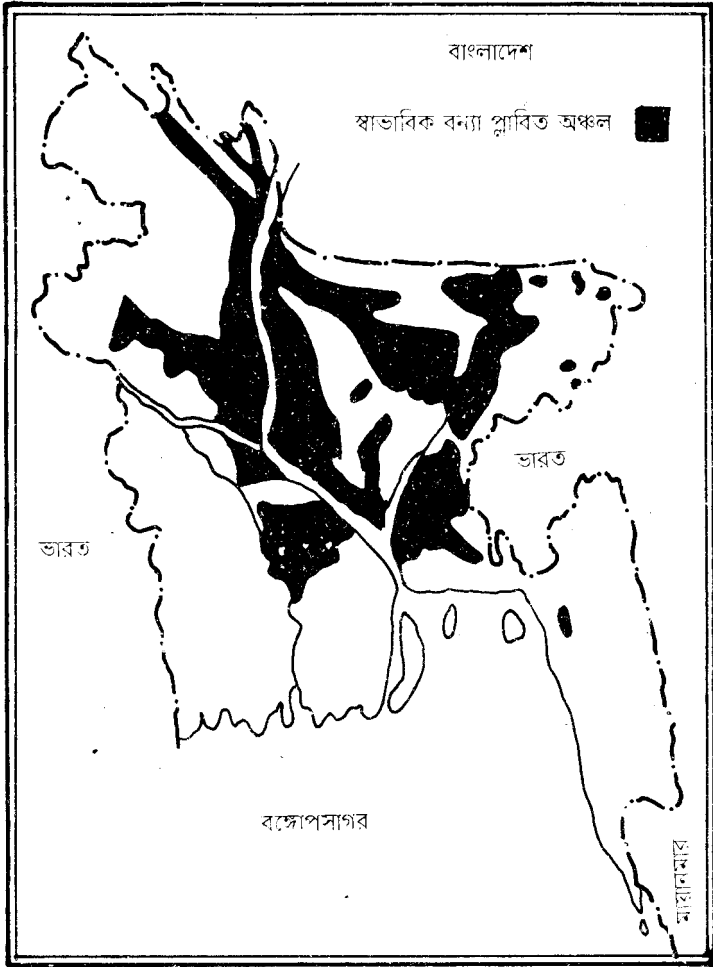 বাংলাদেশ
স্বাভাবিক বন্যা প্লাবিত অঞ্চল
ভারত
ভারত
বঙ্গোপসাগর
মায়ানমার